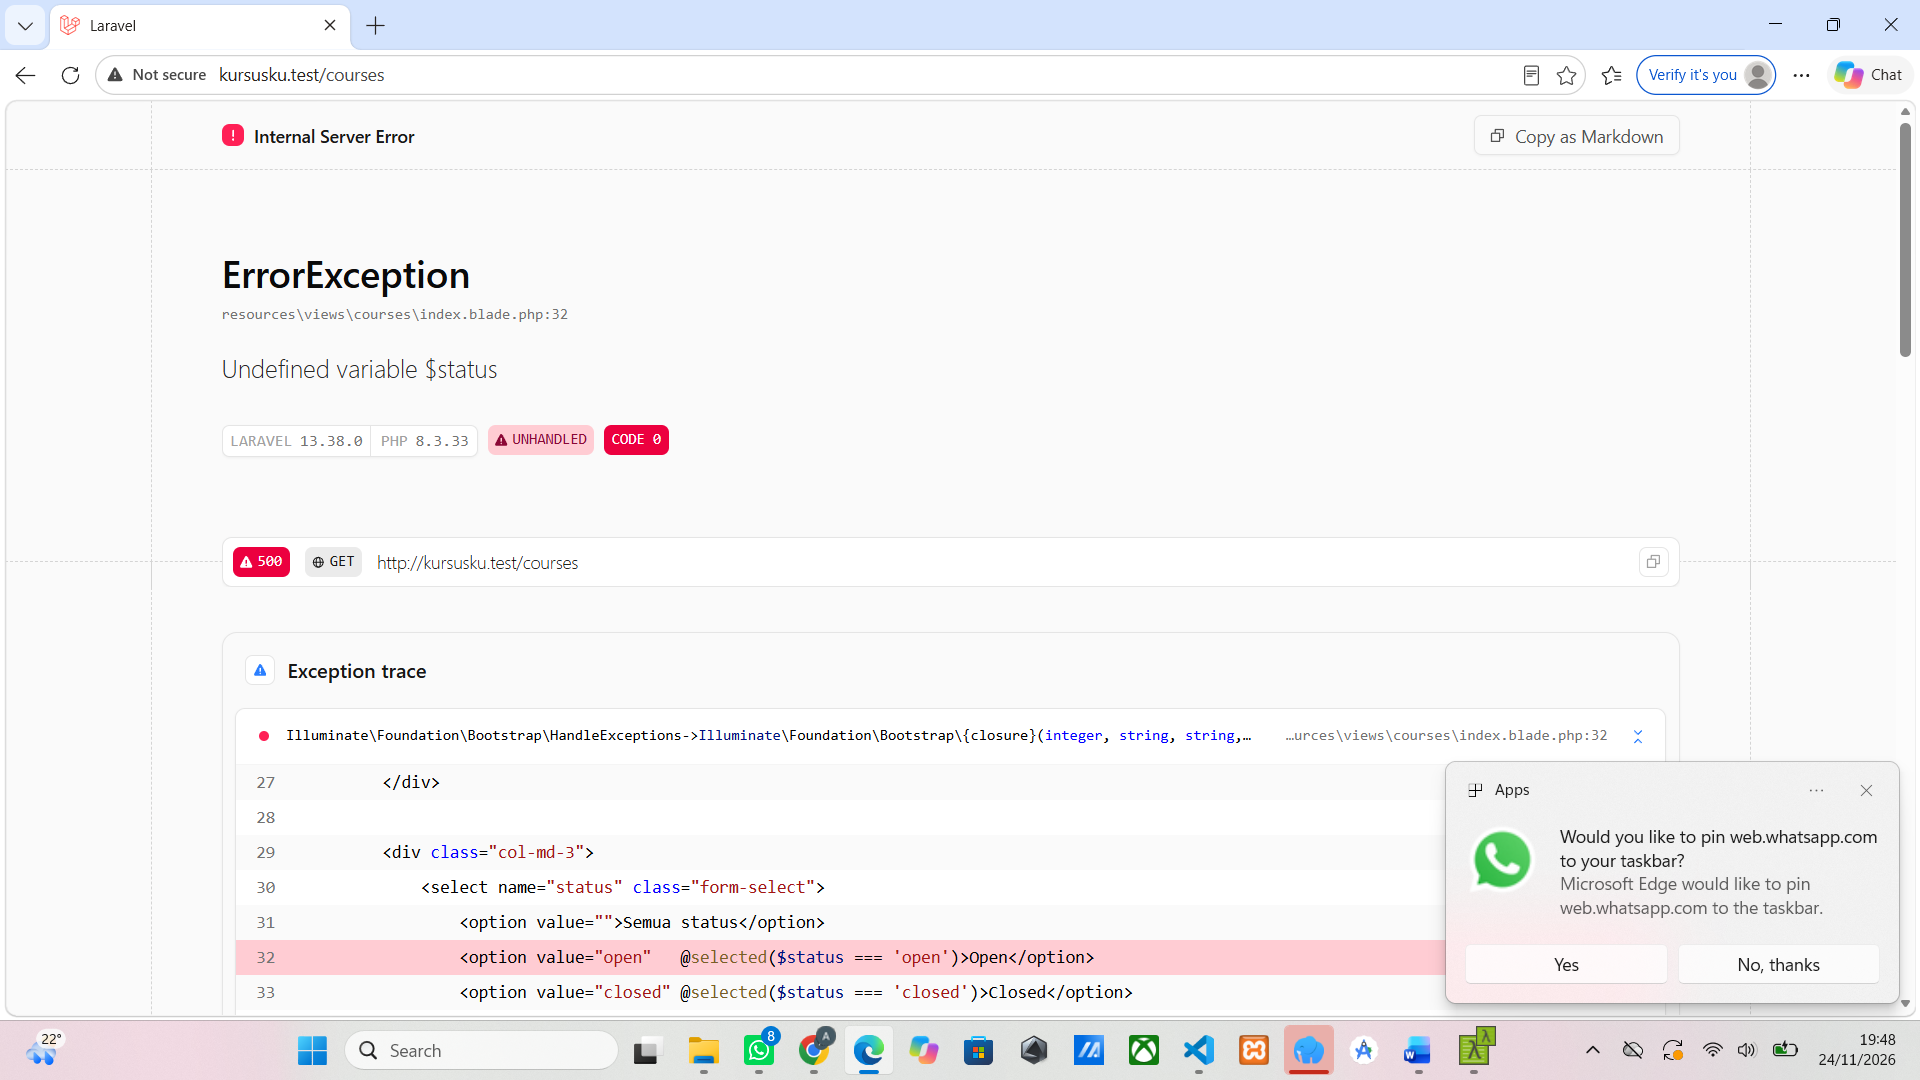 Laravel
Not secure kursusku.test/courses
Verify it's you
Chat
Internal Server Error
Copy as Markdown
ErrorException
resources\views\courses\index.blade.php:32
Undefined variable $status
LARAVEL 13.38.0 PHP 8.3.33 UNHANDLED CODE 0
500 GET http://kursusku.test/courses
Exception trace
Illuminate\Foundation\Bootstrap\HandleExceptions->Illuminate\Foundation\Bootstrap\{closure}(integer, string, string,… …urces\views\courses\index.blade.php:32
27 </div>
28
29 <div class="col-md-3">
30 <select name="status" class="form-select">
31 <option value="">Semua status</option>
32 <option value="open" @selected($status === 'open')>Open</option>
33 <option value="closed" @selected($status === 'closed')>Closed</option>
Apps
Would you like to pin web.whatsapp.com
to your taskbar?
Microsoft Edge would like to pin
web.whatsapp.com to the taskbar.
Yes
No, thanks
22°
Search
8
A
19:48
24/11/2026